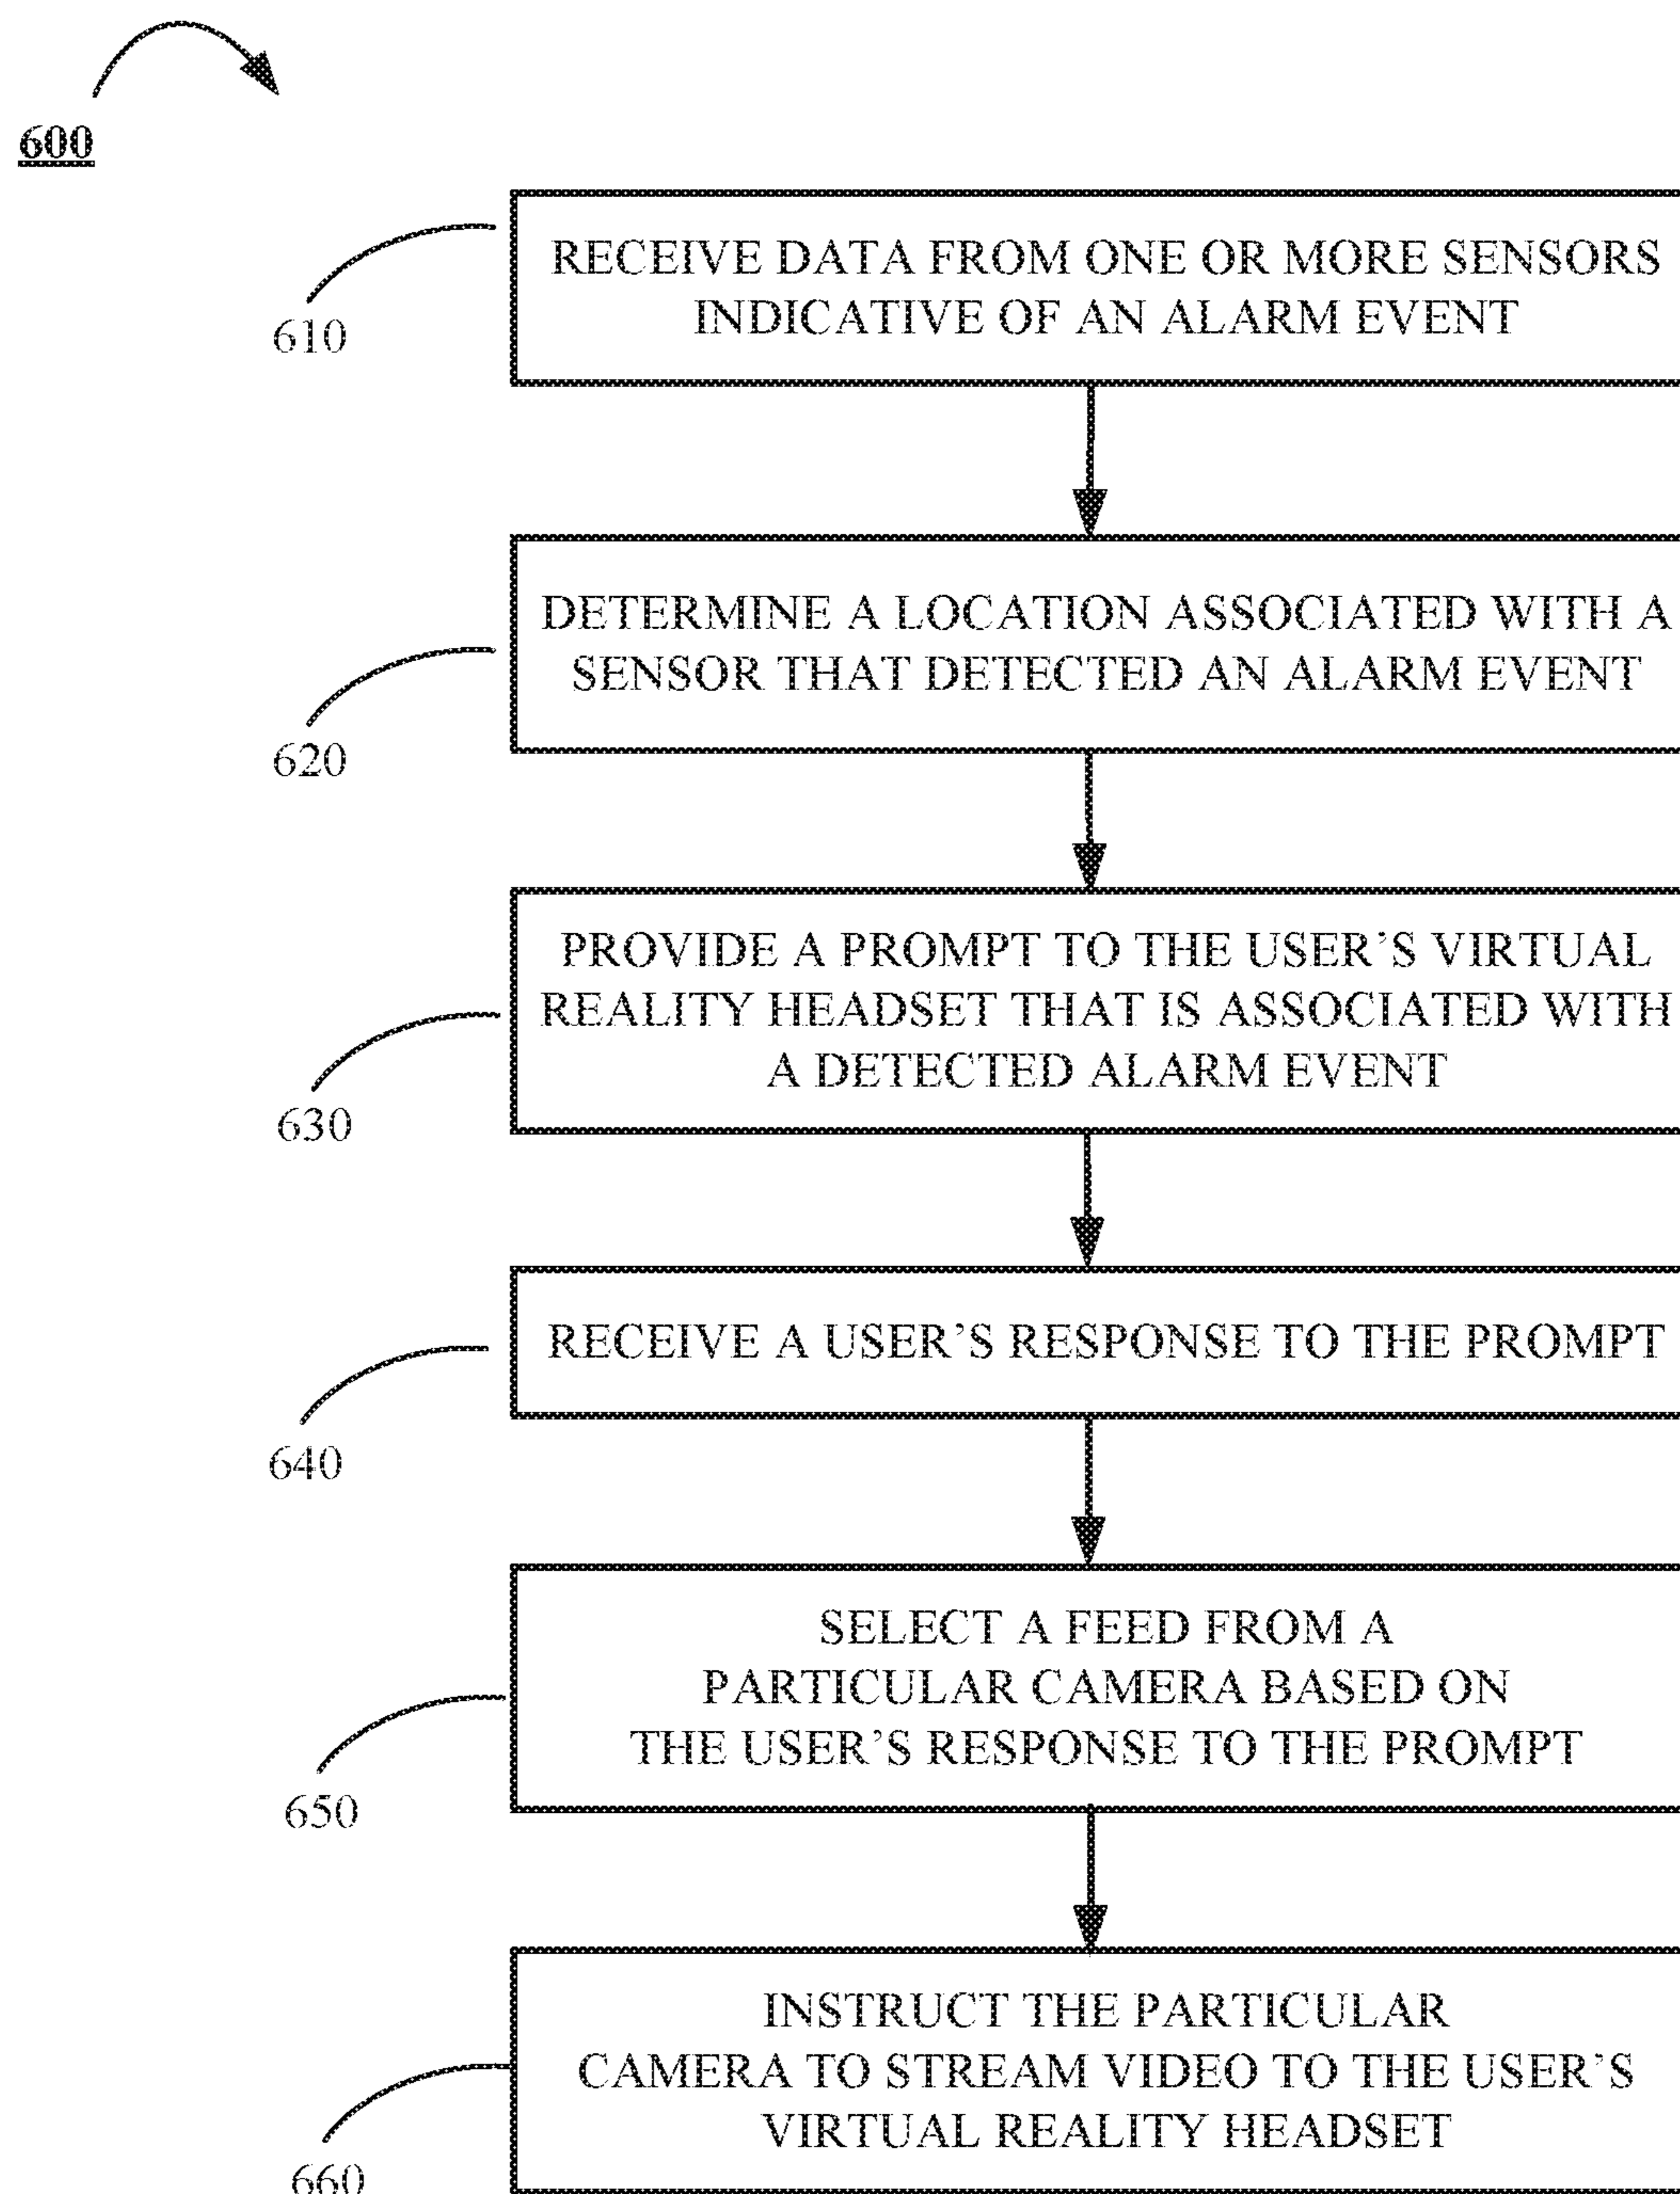 600
RECEIVE DATA FROM ONE OR MORE SENSORS
INDICATIVE OF AN ALARM EVENT
610
DETERMINE A LOCATION ASSOCIATED WITH A
SENSOR THAT DETECTED AN ALARM EVENT
620
PROVIDE A PROMPT TO THE USER’S VIRTUAL
REALITY HEADSET THAT IS ASSOCIATED WITH
A DETECTED ALARM EVENT
630
RECEIVE A USER’S RESPONSE TO THE PROMPT
640
SELECT A FEED FROM A
PARTICULAR CAMERA BASED ON
THE USER’S RESPONSE TO THE PROMPT
650
INSTRUCT THE PARTICULAR
CAMERA TO STREAM VIDEO TO THE USER’S
VIRTUAL REALITY HEADSET
660